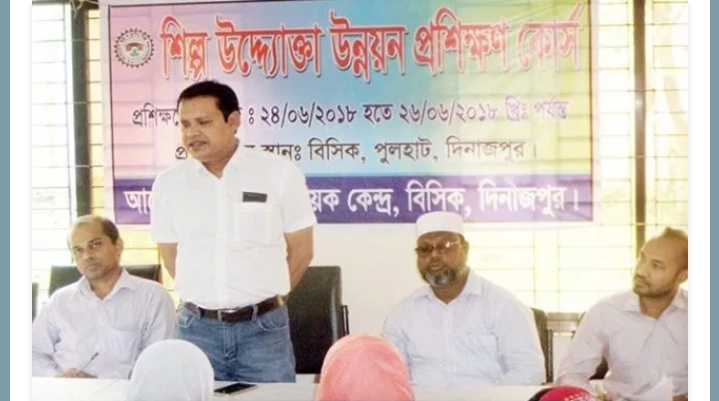 শিল্প উদ্দ্যোক্তা উন্নয়ন প্রশিক্ষণ কোর্স
ঃ ২৪/০৬/২০১৮ হতে ২৬/০৬/২০১৮ খ্রিঃ পর্যন্ত
স্থানঃ বিসিক, পুলহাট, দিনাজপুর।
কেন্দ্র, বিসিক, দিনাজপুর।